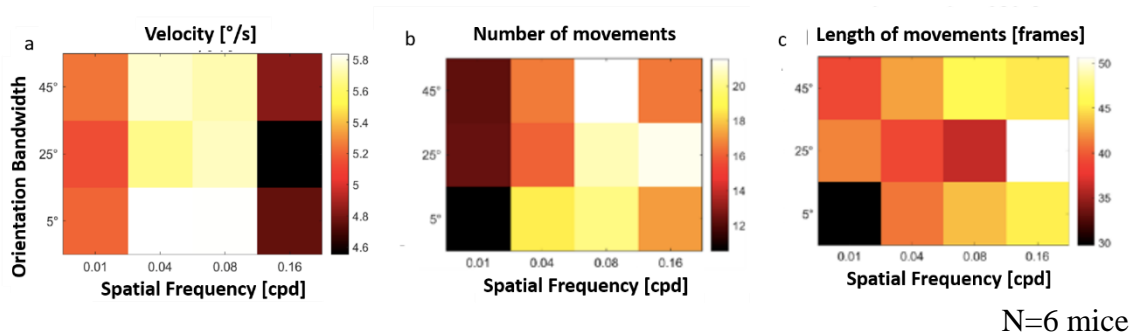 a
Velocity [°/s]
Orientation Bandwidth
45°
25°
5°
0.01 0.04 0.08 0.16
Spatial Frequency [cpd]
5.8
5.6
5.4
5.2
5
4.8
4.6
b
Number of movements
45°
25°
5°
0.01 0.04 0.08 0.16
Spatial Frequency [cpd]
20
18
16
14
12
c
Length of movements [frames]
45°
25°
5°
0.01 0.04 0.08 0.16
Spatial Frequency [cpd]
50
45
40
35
30
N=6 mice